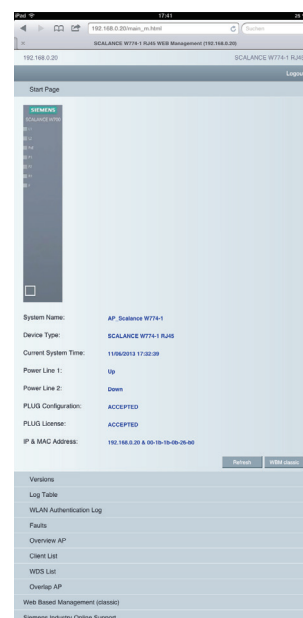 iPad 17:41
192.168.0.20/main_m.html Suchen
SCALANCE W774-1 RJ45 WEB Management (192.168.0.20)
192.168.0.20 SCALANCE W774-1 RJ45
Logout
Start Page
SIEMENS
SCALANCE W700
System Name: AP_Scalance W774-1
Device Type: SCALANCE W774-1 RJ45
Current System Time: 11/06/2013 17:32:39
Power Line 1: Up
Power Line 2: Down
PLUG Configuration: ACCEPTED
PLUG License: ACCEPTED
IP & MAC Address: 192.168.0.20 & 00-1b-1b-0b-26-b0
Refresh WBM classic
Versions
Log Table
WLAN Authentication Log
Faults
Overview AP
Client List
WDS List
Overlap AP
Web Based Management (classic)
Siemens Industry Online Support